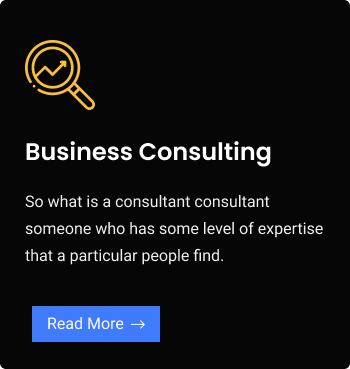 Business Consulting
So what is a consultant consultant
someone who has some level of expertise
that a particular people find.
Read More →